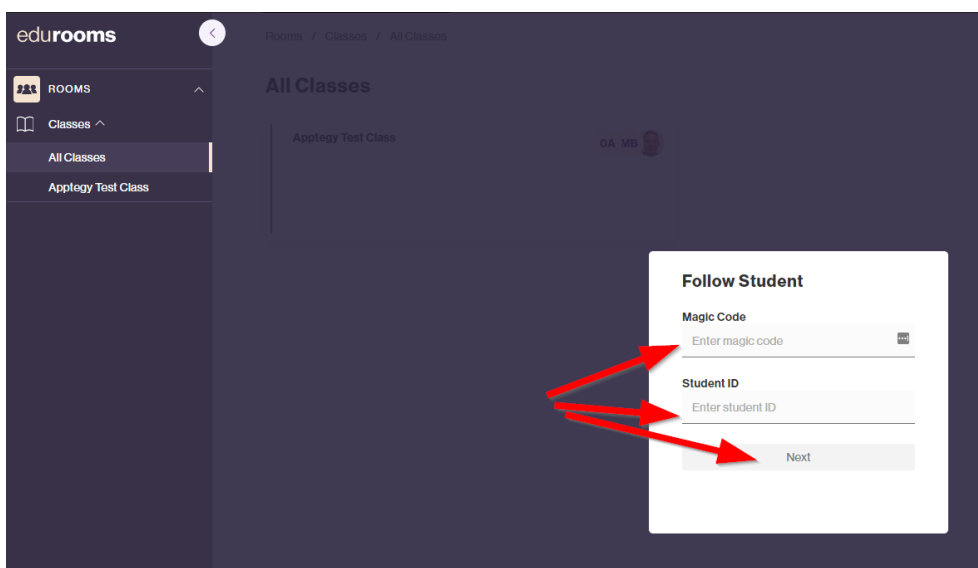 edurooms
Rooms / Classes / All Classes
ROOMS
Classes
All Classes
Apptegy Test Class
All Classes
Apptegy Test Class
OA MB
Follow Student
Magic Code
Enter magic code
Student ID
Enter student ID
Next